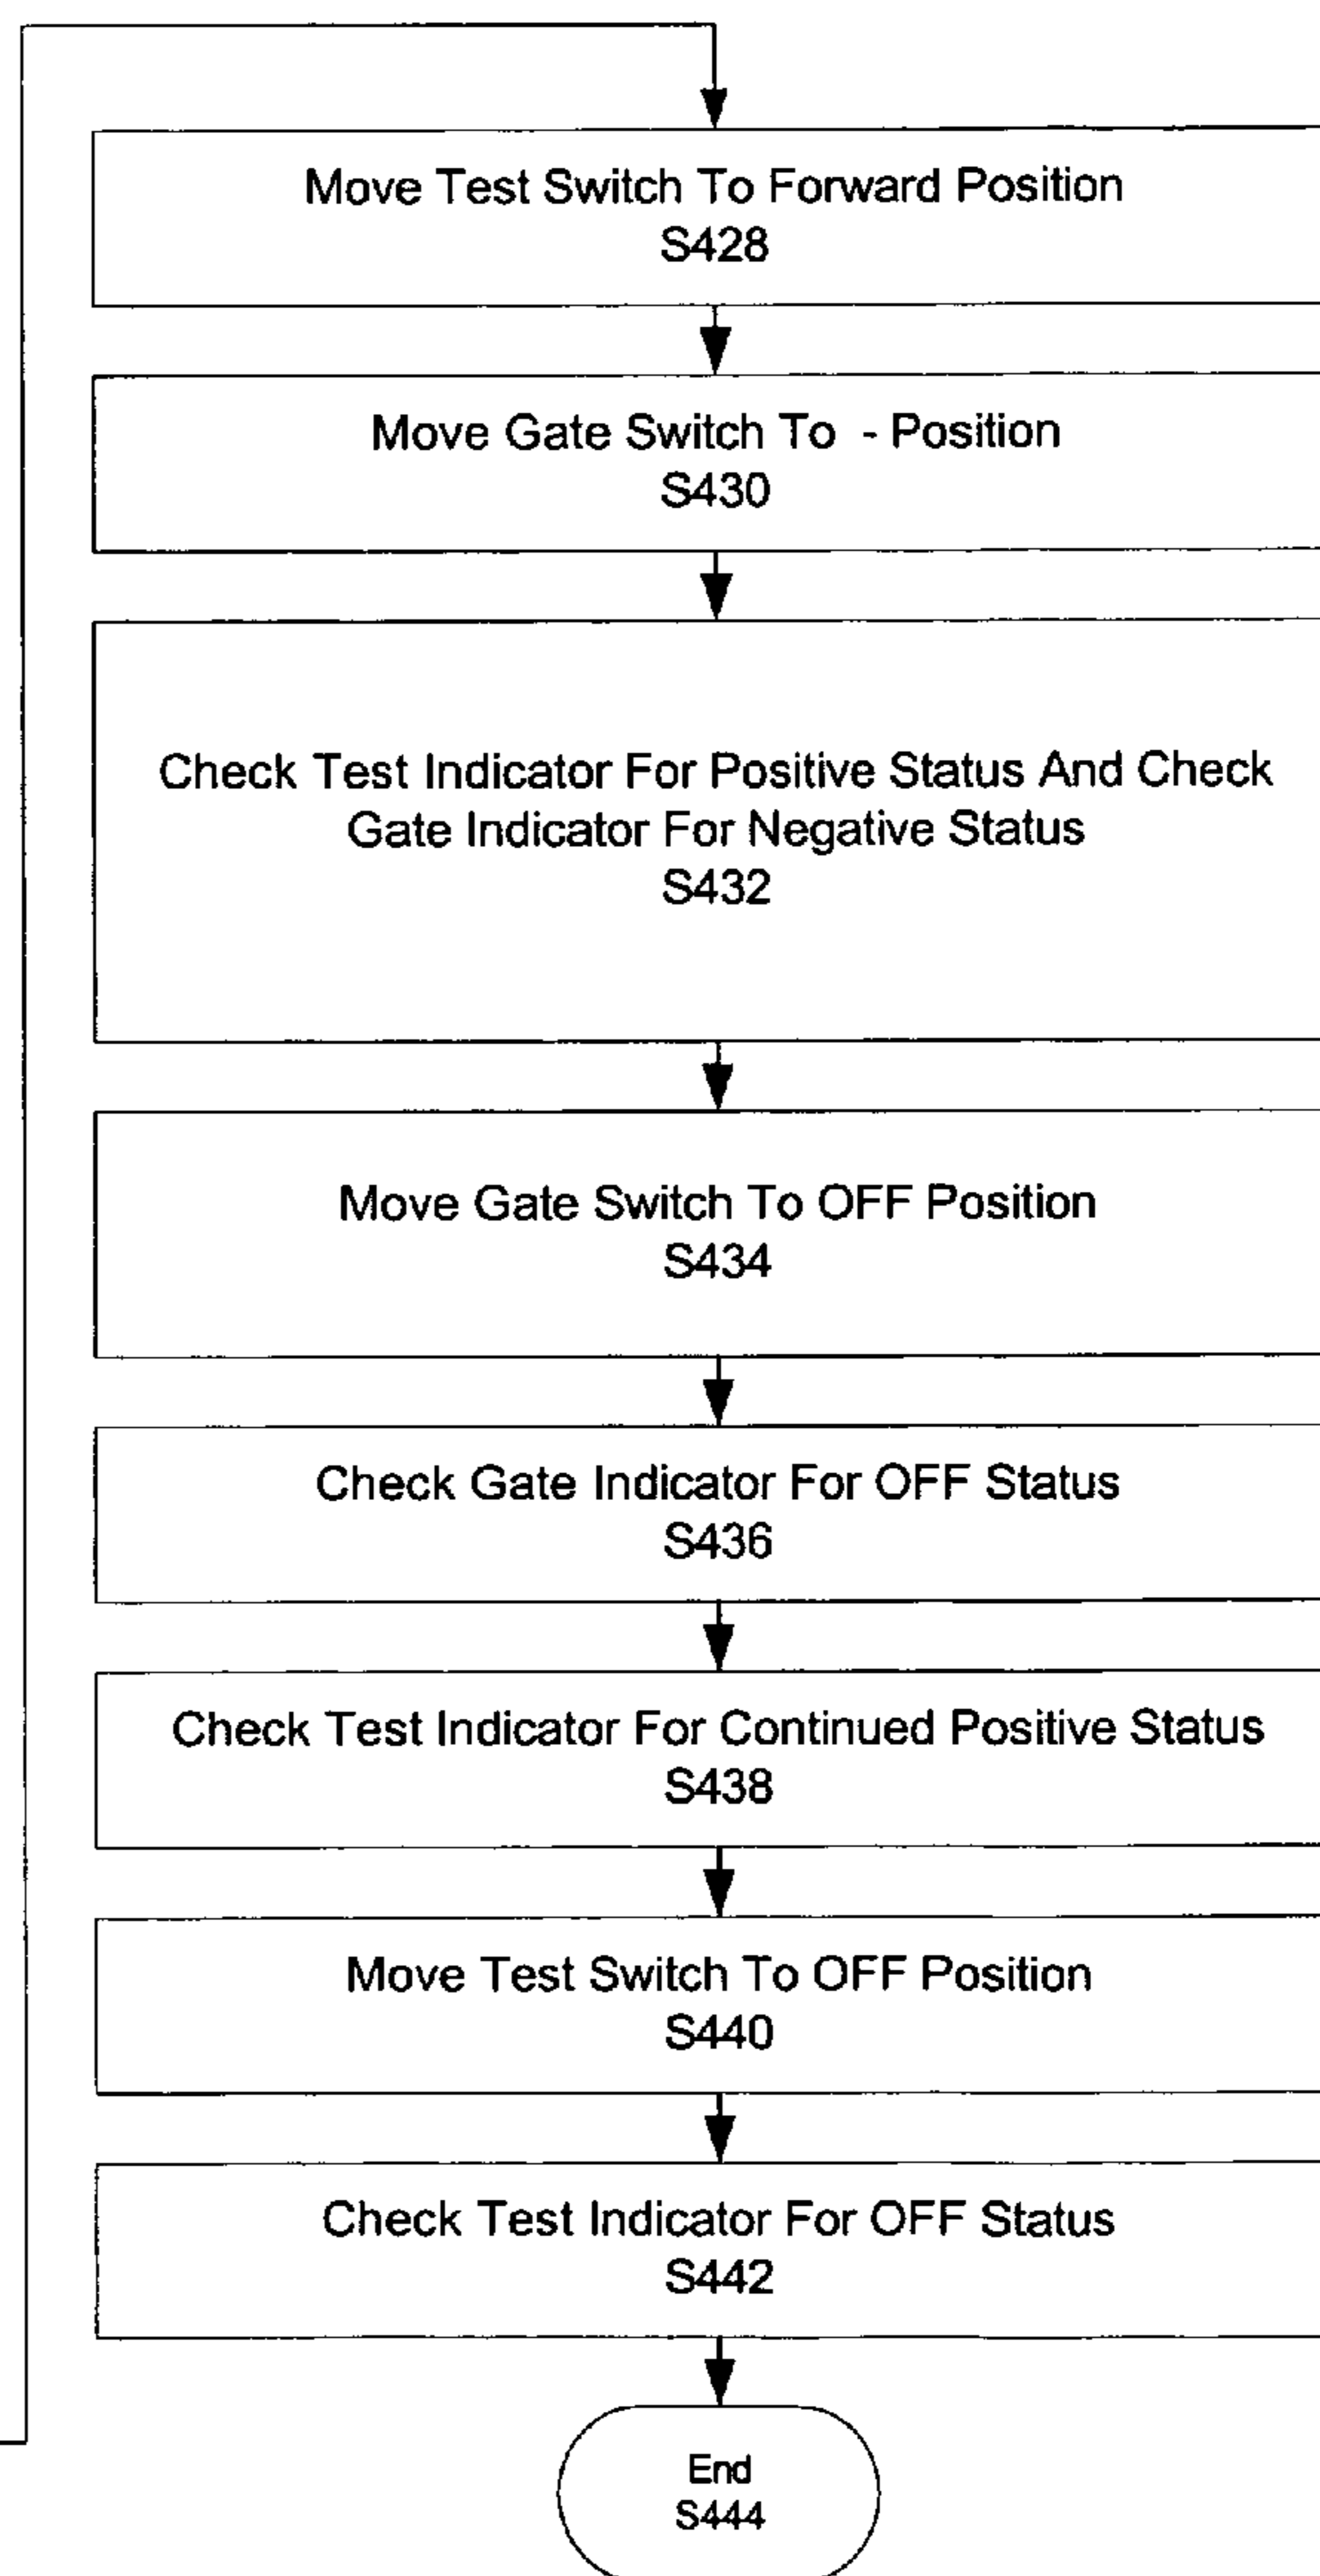 Move Test Switch To Forward Position
S428
Move Gate Switch To - Position
S430
Check Test Indicator For Positive Status And Check
Gate Indicator For Negative Status
S432
Move Gate Switch To OFF Position
S434
Check Gate Indicator For OFF Status
S436
Check Test Indicator For Continued Positive Status
S438
Move Test Switch To OFF Position
S440
Check Test Indicator For OFF Status
S442
End
S444